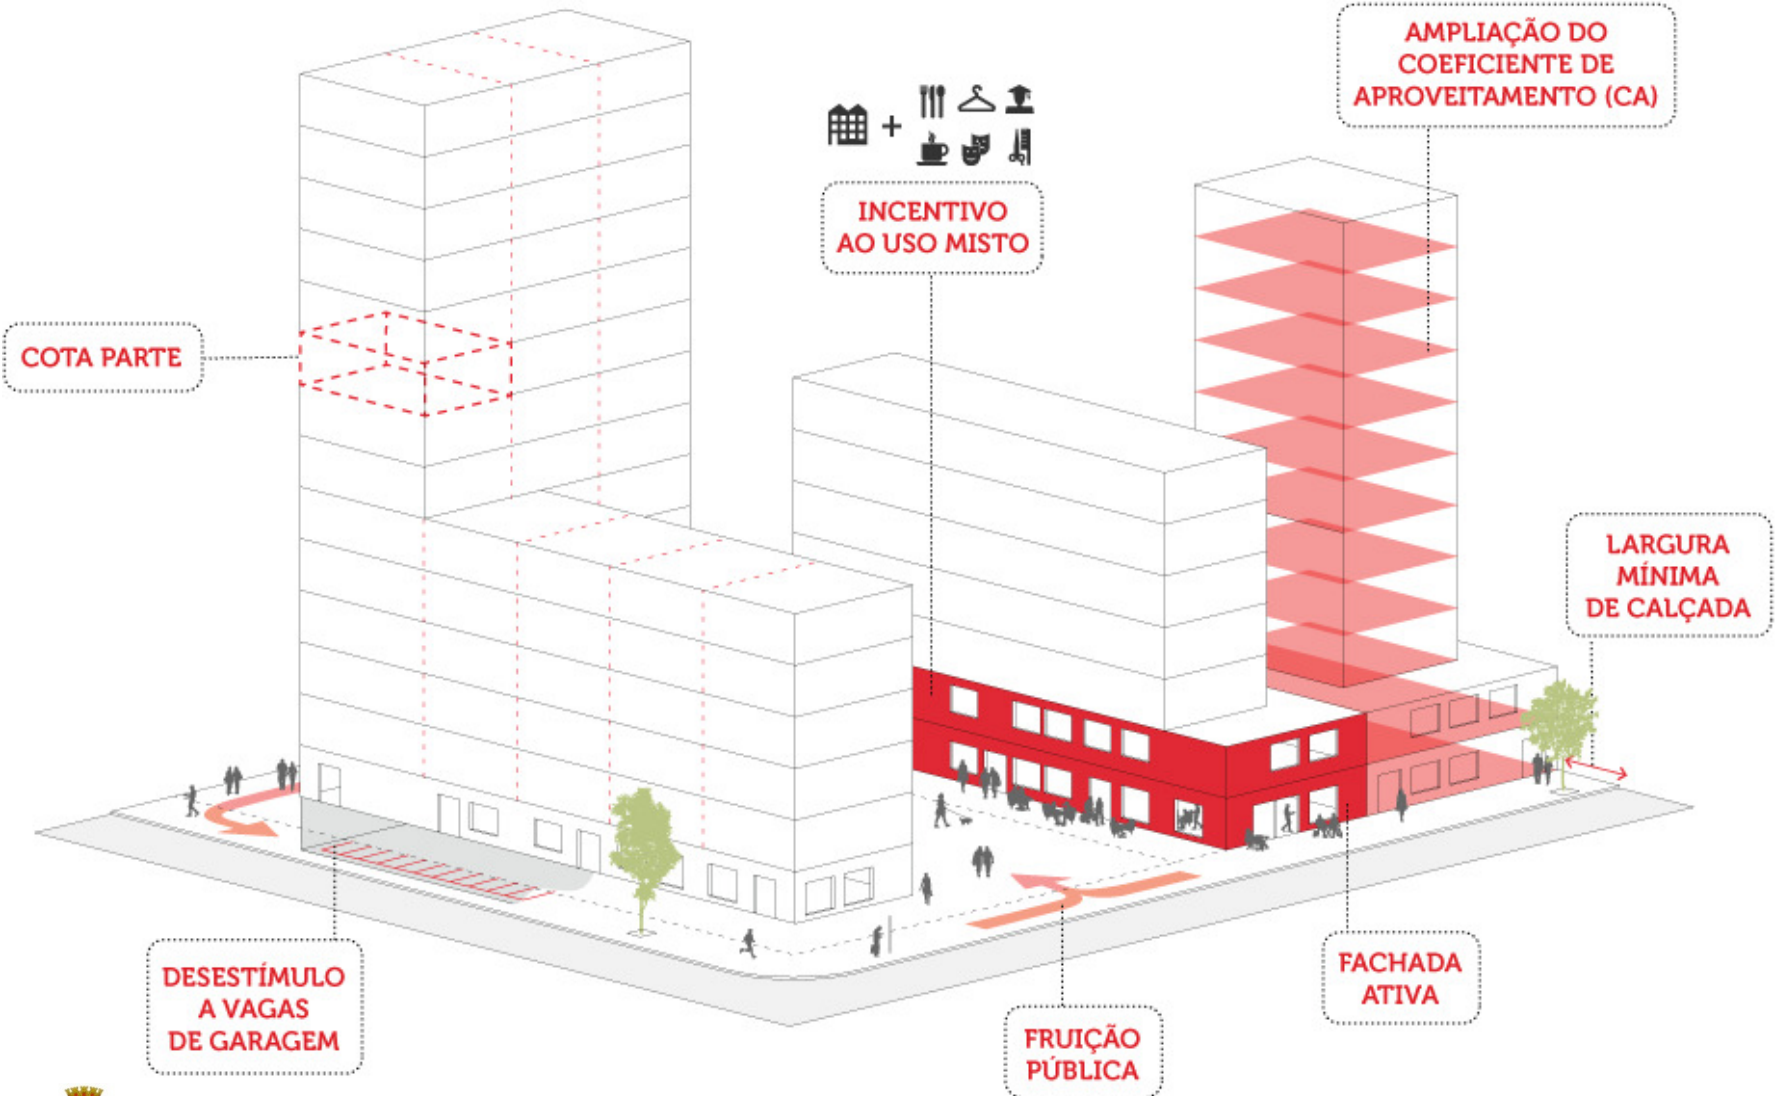 AMPLIAÇÃO DO
COEFICIENTE DE
APROVEITAMENTO (CA)
+
INCENTIVO
AO USO MISTO
COTA PARTE
LARGURA
MÍNIMA
DE CALÇADA
DESESTÍMULO
A VAGAS
DE GARAGEM
FACHADA
ATIVA
FRUIÇÃO
PÚBLICA